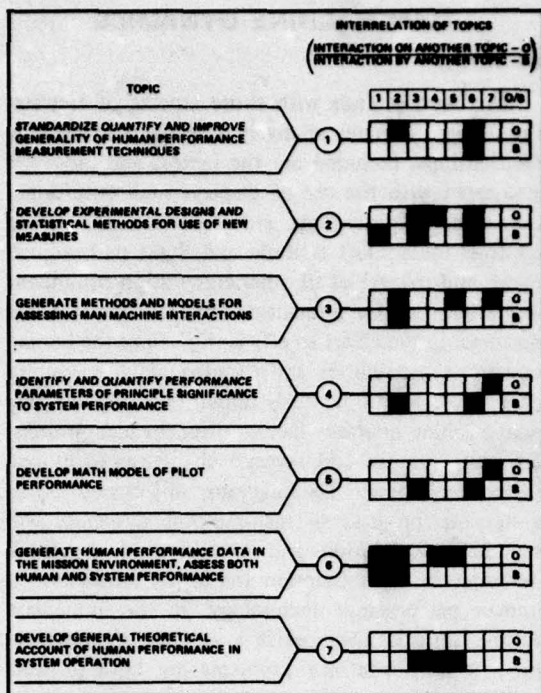 INTERRELATION OF TOPICS
INTERACTION ON ANOTHER TOPIC – O
INTERACTION BY ANOTHER TOPIC – B
TOPIC
1 2 3 4 5 6 7 O/B
STANDARDIZE QUANTIFY AND IMPROVE
GENERALITY OF HUMAN PERFORMANCE
MEASUREMENT TECHNIQUES
1
O
B
DEVELOP EXPERIMENTAL DESIGNS AND
STATISTICAL METHODS FOR USE OF NEW
MEASURES
2
O
B
GENERATE METHODS AND MODELS FOR
ASSESSING MAN MACHINE INTERACTIONS
3
O
B
IDENTIFY AND QUANTIFY PERFORMANCE
PARAMETERS OF PRINCIPLE SIGNIFICANCE
TO SYSTEM PERFORMANCE
4
O
B
DEVELOP MATH MODEL OF PILOT
PERFORMANCE
5
O
B
GENERATE HUMAN PERFORMANCE DATA IN
THE MISSION ENVIRONMENT, ASSESS BOTH
HUMAN AND SYSTEM PERFORMANCE
6
O
B
DEVELOP GENERAL THEORETICAL
ACCOUNT OF HUMAN PERFORMANCE IN
SYSTEM OPERATION
7
O
B